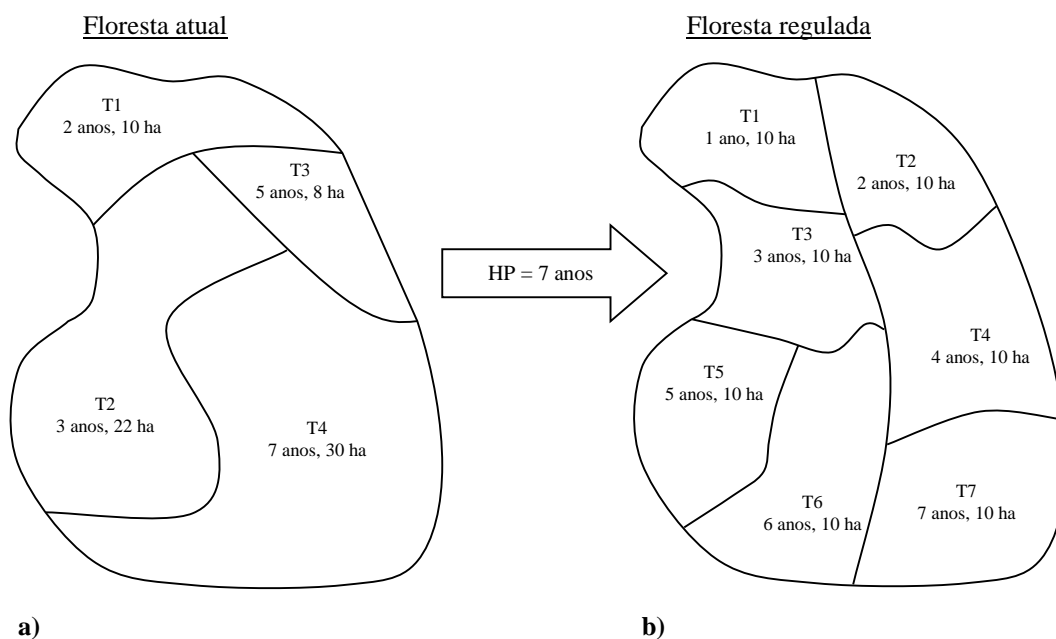 Floresta atual
T1
2 anos, 10 ha
T3
5 anos, 8 ha
T2
3 anos, 22 ha
T4
7 anos, 30 ha
a)
HP = 7 anos
Floresta regulada
T1
1 ano, 10 ha
T2
2 anos, 10 ha
T3
3 anos, 10 ha
T4
4 anos, 10 ha
T5
5 anos, 10 ha
T6
6 anos, 10 ha
T7
7 anos, 10 ha
b)